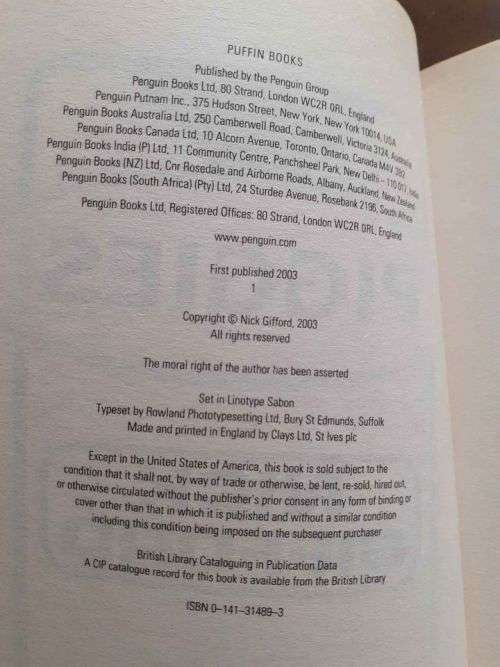 PUFFIN BOOKS
Published by the Penguin Group
Penguin Books Ltd, 80 Strand, London WC2R 0RL, England
Penguin Putnam Inc., 375 Hudson Street, New York, New York 10014, USA
Penguin Books Australia Ltd, 250 Camberwell Road, Camberwell, Victoria 3124, Australia
Penguin Books Canada Ltd, 10 Alcorn Avenue, Toronto, Ontario, Canada M4V 3B2
Penguin Books India (P) Ltd, 11 Community Centre, Panchsheel Park, New Delhi – 110 017, India
Penguin Books (NZ) Ltd, Cnr Rosedale and Airborne Roads, Albany, Auckland, New Zealand
Penguin Books (South Africa) (Pty) Ltd, 24 Sturdee Avenue, Rosebank 2196, South Africa
Penguin Books Ltd, Registered Offices: 80 Strand, London WC2R 0RL, England
www.penguin.com
First published 2003
1
Copyright © Nick Gifford, 2003
All rights reserved
The moral right of the author has been asserted
Set in Linotype Sabon
Typeset by Rowland Phototypesetting Ltd, Bury St Edmunds, Suffolk
Made and printed in England by Clays Ltd, St Ives plc
Except in the United States of America, this book is sold subject to the
condition that it shall not, by way of trade or otherwise, be lent, re-sold, hired out,
or otherwise circulated without the publisher's prior consent in any form of binding or
cover other than that in which it is published and without a similar condition
including this condition being imposed on the subsequent purchaser
British Library Cataloguing in Publication Data
A CIP catalogue record for this book is available from the British Library
ISBN 0–141–31489–3